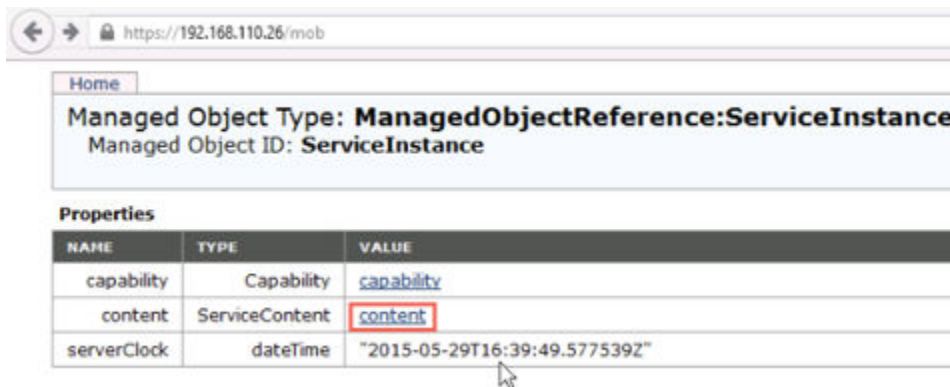 https://192.168.110.26/mob
Home
Managed Object Type: ManagedObjectReference:ServiceInstance
Managed Object ID: ServiceInstance
Properties
NAME TYPE VALUE
capability Capability capability
content ServiceContent content
serverClock dateTime "2015-05-29T16:39:49.577539Z"